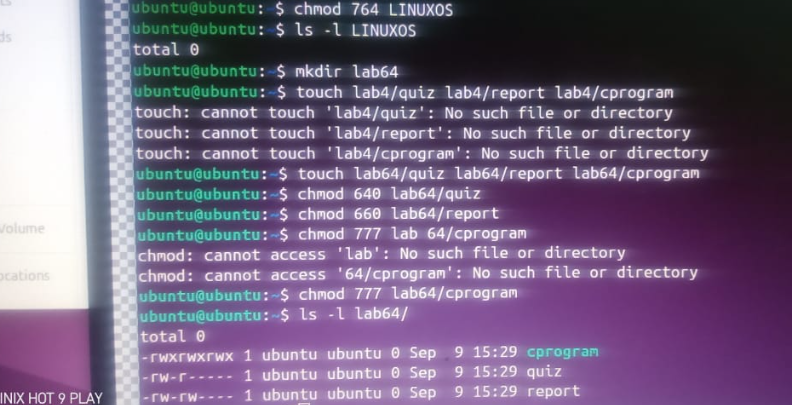 ts
ubuntu@ubuntu:~$ chmod 764 LINUXOS
ubuntu@ubuntu:~$ ls -l LINUXOS
ds
total 0
ubuntu@ubuntu:~$ mkdir lab64
ubuntu@ubuntu:~$ touch lab4/quiz lab4/report lab4/cprogram
touch: cannot touch 'lab4/quiz': No such file or directory
touch: cannot touch 'lab4/report': No such file or directory
touch: cannot touch 'lab4/cprogram': No such file or directory
ubuntu@ubuntu:~$ touch lab64/quiz lab64/report lab64/cprogram
ubuntu@ubuntu:~$ chmod 640 lab64/quiz
ubuntu@ubuntu:~$ chmod 660 lab64/report
Volume
ubuntu@ubuntu:~$ chmod 777 lab 64/cprogram
chmod: cannot access 'lab': No such file or directory
ocations
chmod: cannot access '64/cprogram': No such file or directory
ubuntu@ubuntu:~$ chmod 777 lab64/cprogram
ubuntu@ubuntu:~$ ls -l lab64/
total 0
-rwxrwxrwx 1 ubuntu ubuntu 0 Sep  9 15:29 cprogram
-rw-r----- 1 ubuntu ubuntu 0 Sep  9 15:29 quiz
-rw-rw---- 1 ubuntu ubuntu 0 Sep  9 15:29 report
INIX HOT 9 PLAY